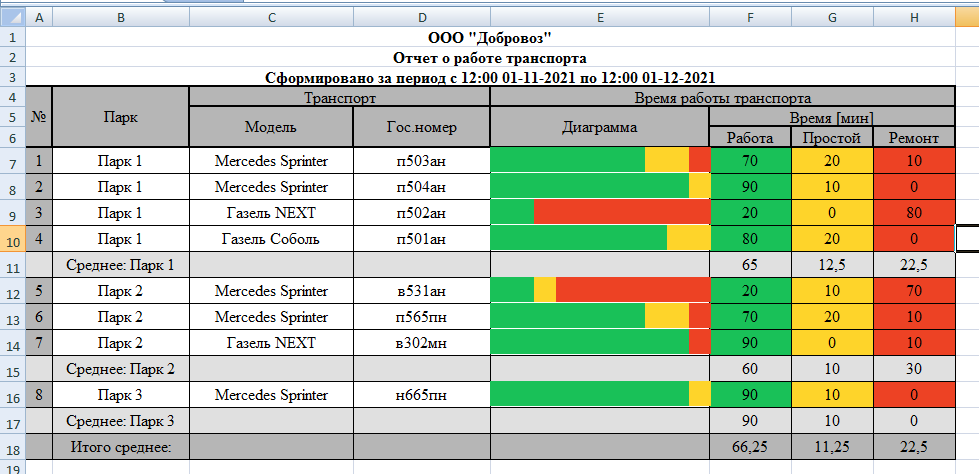 A B C D E F G H
1 ООО "Добровоз"
2 Отчет о работе транспорта
3 Сформировано за период с 12:00 01-11-2021 по 12:00 01-12-2021
4 Транспорт Время работы транспорта
5 № Парк Модель Гос.номер Диаграмма Время [мин]
6 Работа Простой Ремонт
7 1 Парк 1 Mercedes Sprinter п503ан 70 20 10
8 2 Парк 1 Mercedes Sprinter п504ан 90 10 0
9 3 Парк 1 Газель NEXT п502ан 20 0 80
10 4 Парк 1 Газель Соболь п501ан 80 20 0
11 Среднее: Парк 1 65 12,5 22,5
12 5 Парк 2 Mercedes Sprinter в531ан 20 10 70
13 6 Парк 2 Mercedes Sprinter п565пн 70 20 10
14 7 Парк 2 Газель NEXT в302мн 90 0 10
15 Среднее: Парк 2 60 10 30
16 8 Парк 3 Mercedes Sprinter н665пн 90 10 0
17 Среднее: Парк 3 90 10 0
18 Итого среднее: 66,25 11,25 22,5
19